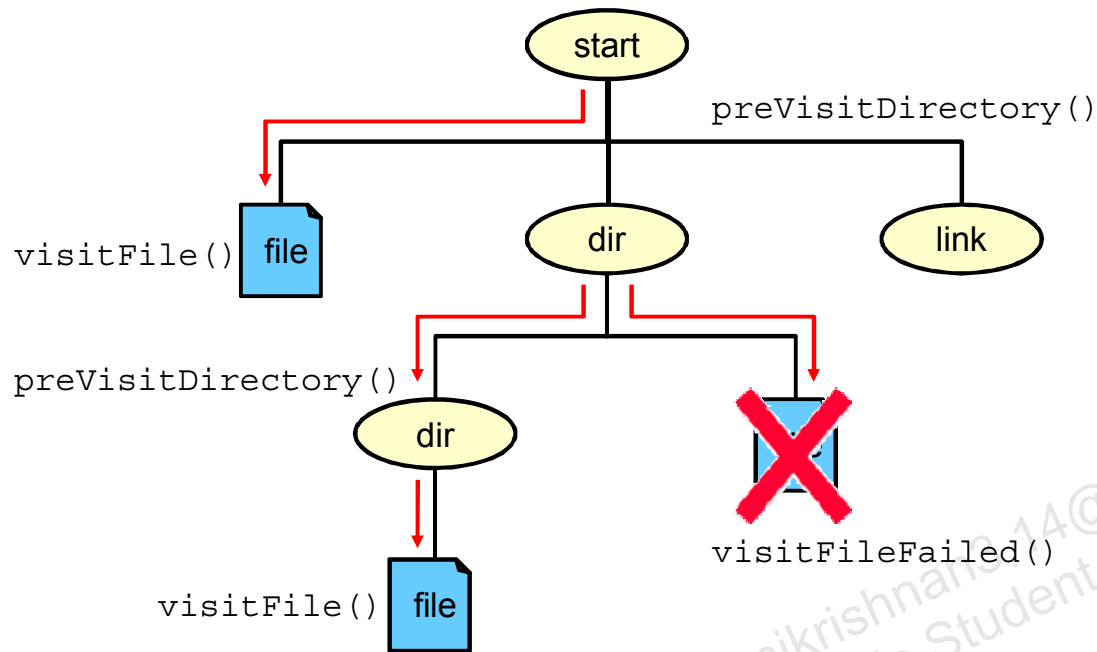 start
preVisitDirectory()
visitFile()
file
dir
link
preVisitDirectory()
dir
visitFileFailed()
visitFile()
file